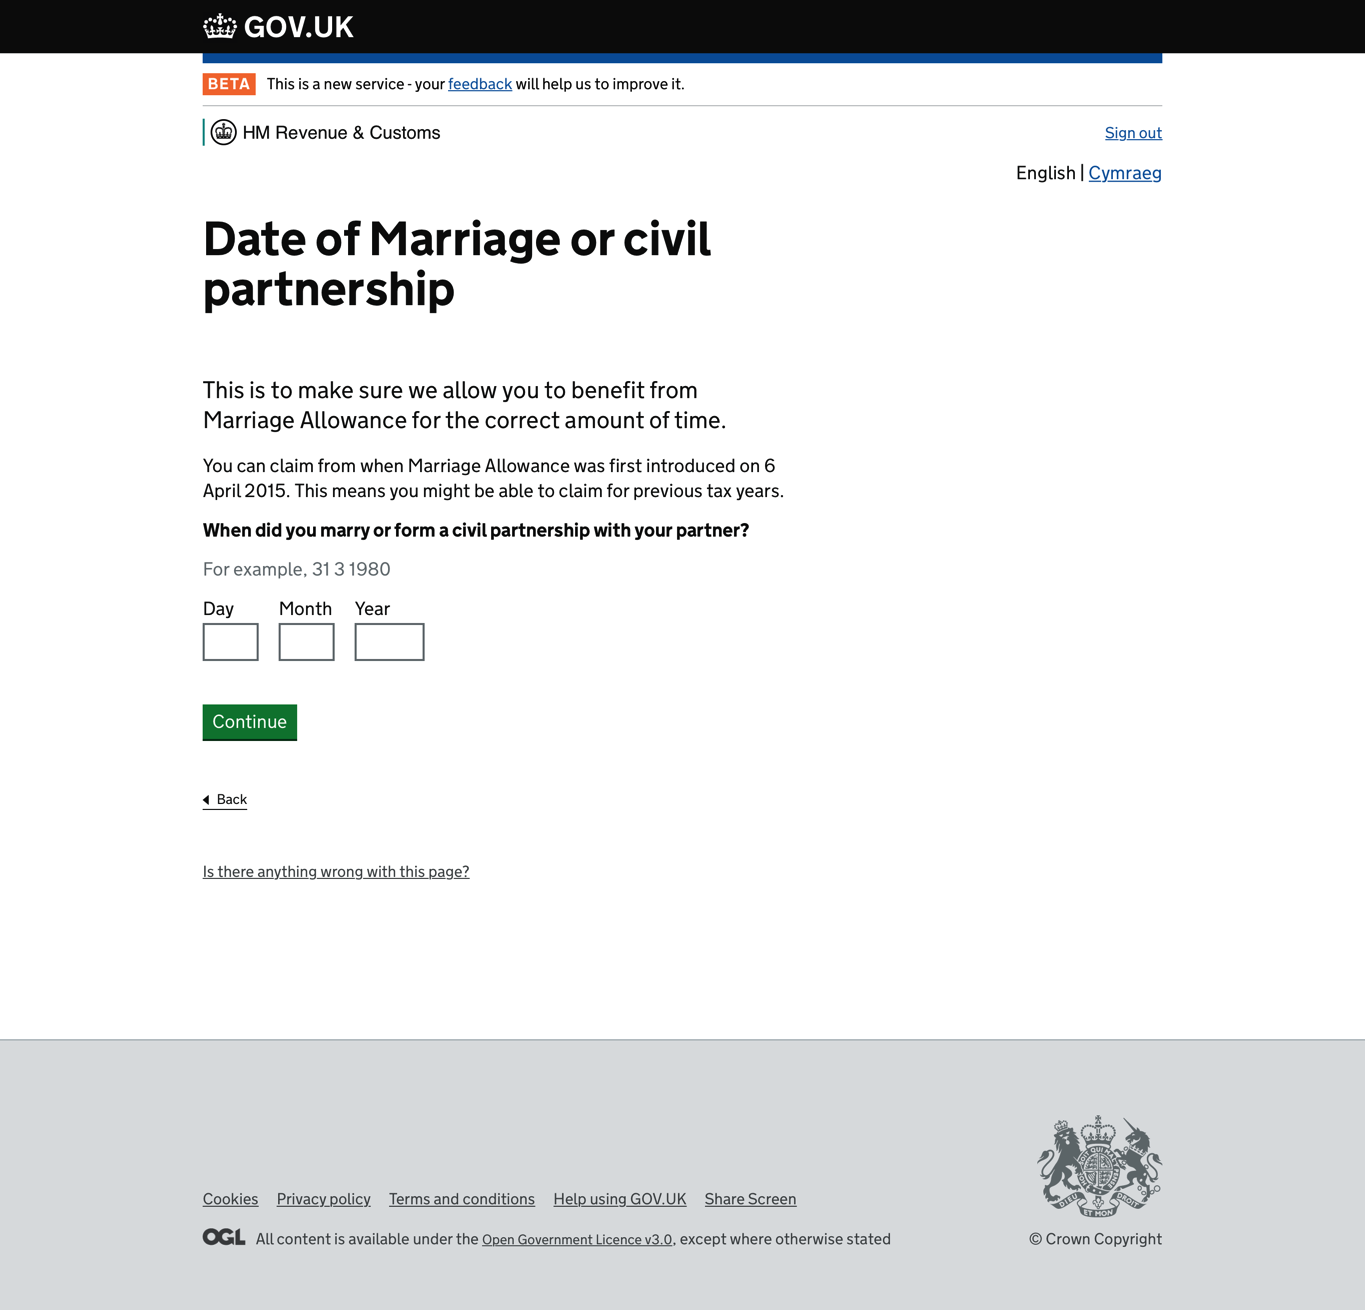 GOV.UK
BETA This is a new service - your feedback will help us to improve it.
HM Revenue & Customs
Sign out
English | Cymraeg
Date of Marriage or civil
partnership
This is to make sure we allow you to benefit from
Marriage Allowance for the correct amount of time.
You can claim from when Marriage Allowance was first introduced on 6
April 2015. This means you might be able to claim for previous tax years.
When did you marry or form a civil partnership with your partner?
For example, 31 3 1980
Day Month Year
Continue
Back
Is there anything wrong with this page?
Cookies Privacy policy Terms and conditions Help using GOV.UK Share Screen
OGL All content is available under the Open Government Licence v3.0, except where otherwise stated
© Crown Copyright
DIEU ET MON DROIT